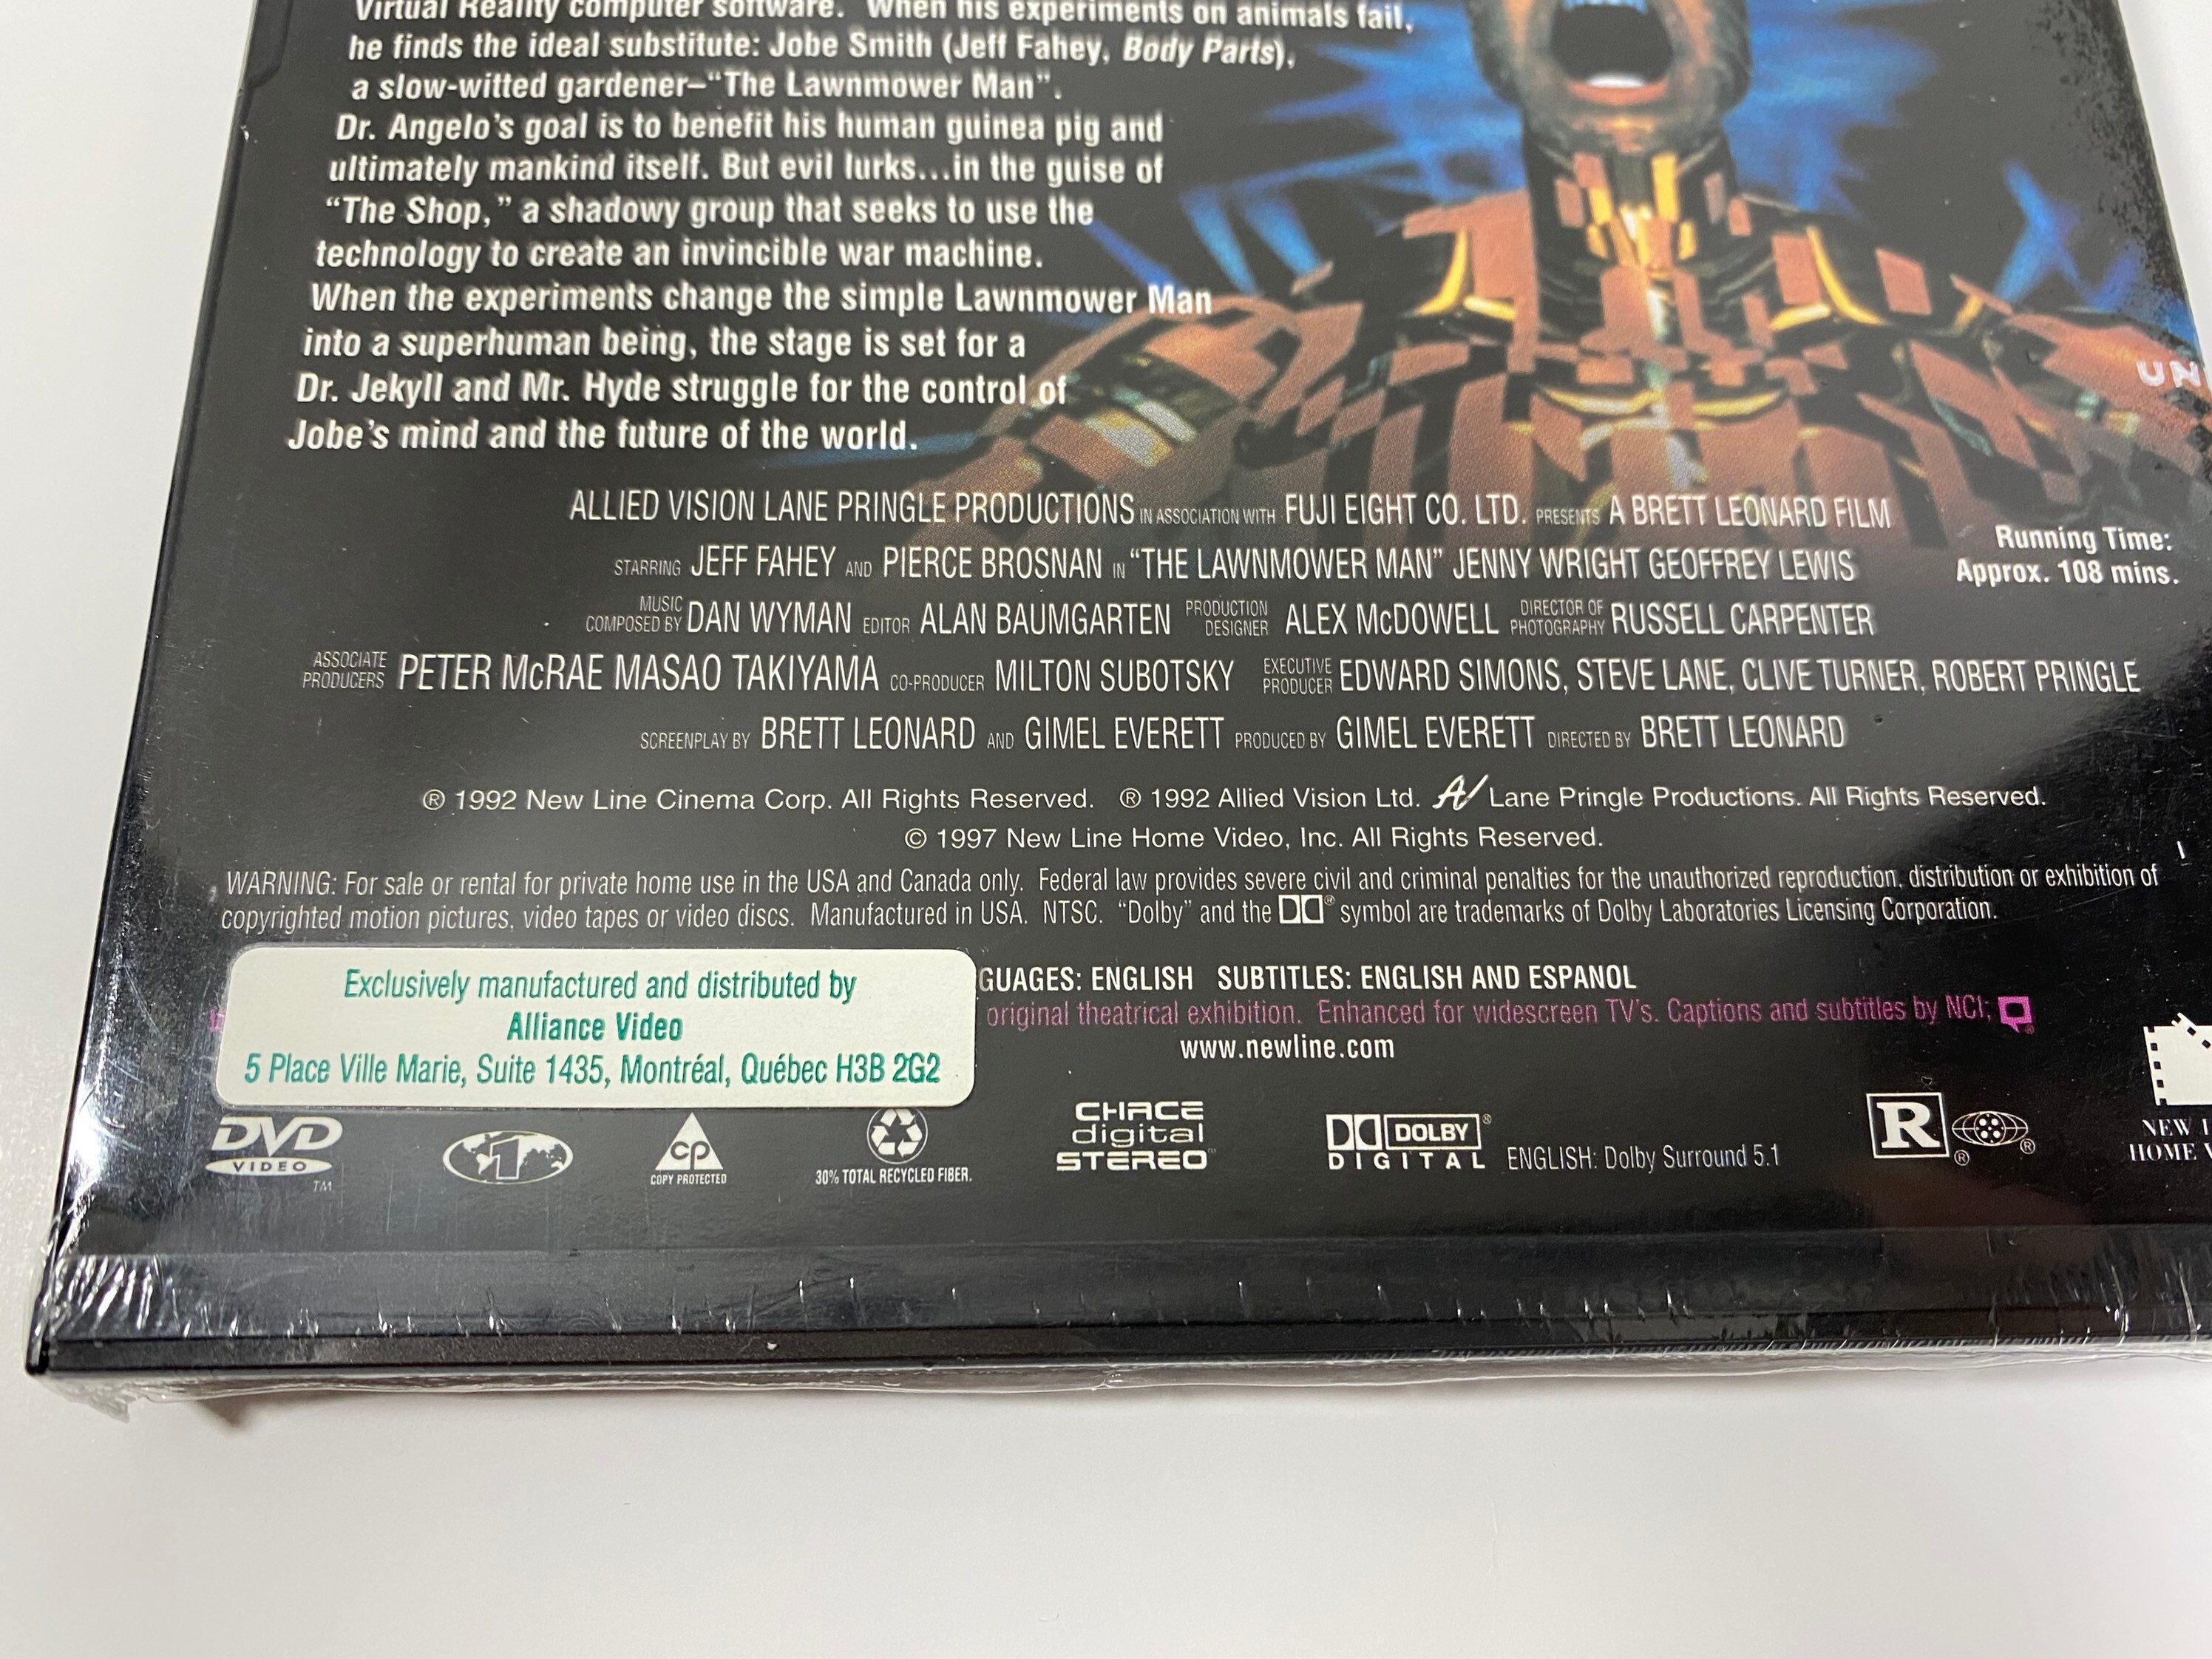 Virtual Reality computer software. When his experiments on animals fail,
he finds the ideal substitute: Jobe Smith (Jeff Fahey, Body Parts),
a slow-witted gardener–“The Lawnmower Man”.
Dr. Angelo’s goal is to benefit his human guinea pig and
ultimately mankind itself. But evil lurks...in the guise of
“The Shop,” a shadowy group that seeks to use the
technology to create an invincible war machine.
When the experiments change the simple Lawnmower Man
into a superhuman being, the stage is set for a
Dr. Jekyll and Mr. Hyde struggle for the control of
Jobe’s mind and the future of the world.
UN
ALLIED VISION LANE PRINGLE PRODUCTIONS IN ASSOCIATION WITH FUJI EIGHT CO. LTD. PRESENTS A BRETT LEONARD FILM
Running Time:
Approx. 108 mins.
STARRING JEFF FAHEY AND PIERCE BROSNAN IN “THE LAWNMOWER MAN” JENNY WRIGHT GEOFFREY LEWIS
MUSIC COMPOSED BY DAN WYMAN EDITOR ALAN BAUMGARTEN PRODUCTION DESIGNER ALEX McDOWELL DIRECTOR OF PHOTOGRAPHY RUSSELL CARPENTER
ASSOCIATE PRODUCERS PETER McRAE MASAO TAKIYAMA CO-PRODUCER MILTON SUBOTSKY EXECUTIVE PRODUCER EDWARD SIMONS, STEVE LANE, CLIVE TURNER, ROBERT PRINGLE
SCREENPLAY BY BRETT LEONARD AND GIMEL EVERETT PRODUCED BY GIMEL EVERETT DIRECTED BY BRETT LEONARD
® 1992 New Line Cinema Corp. All Rights Reserved. ® 1992 Allied Vision Ltd. A/ Lane Pringle Productions. All Rights Reserved.
© 1997 New Line Home Video, Inc. All Rights Reserved.
WARNING: For sale or rental for private home use in the USA and Canada only. Federal law provides severe civil and criminal penalties for the unauthorized reproduction, distribution or exhibition of
copyrighted motion pictures, video tapes or video discs. Manufactured in USA. NTSC. “Dolby” and the DD® symbol are trademarks of Dolby Laboratories Licensing Corporation.
Exclusively manufactured and distributed by
Alliance Video
5 Place Ville Marie, Suite 1435, Montréal, Québec H3B 2G2
GUAGES: ENGLISH SUBTITLES: ENGLISH AND ESPANOL
original theatrical exhibition. Enhanced for widescreen TV’s. Captions and subtitles by NCI;
www.newline.com
DVD
VIDEO
TM
1
CP
COPY PROTECTED
30% TOTAL RECYCLED FIBER.
CHACE
digital
STEREO™
DOLBY®
DIGITAL
ENGLISH: Dolby Surround 5.1
R®
®
NEW
HOME